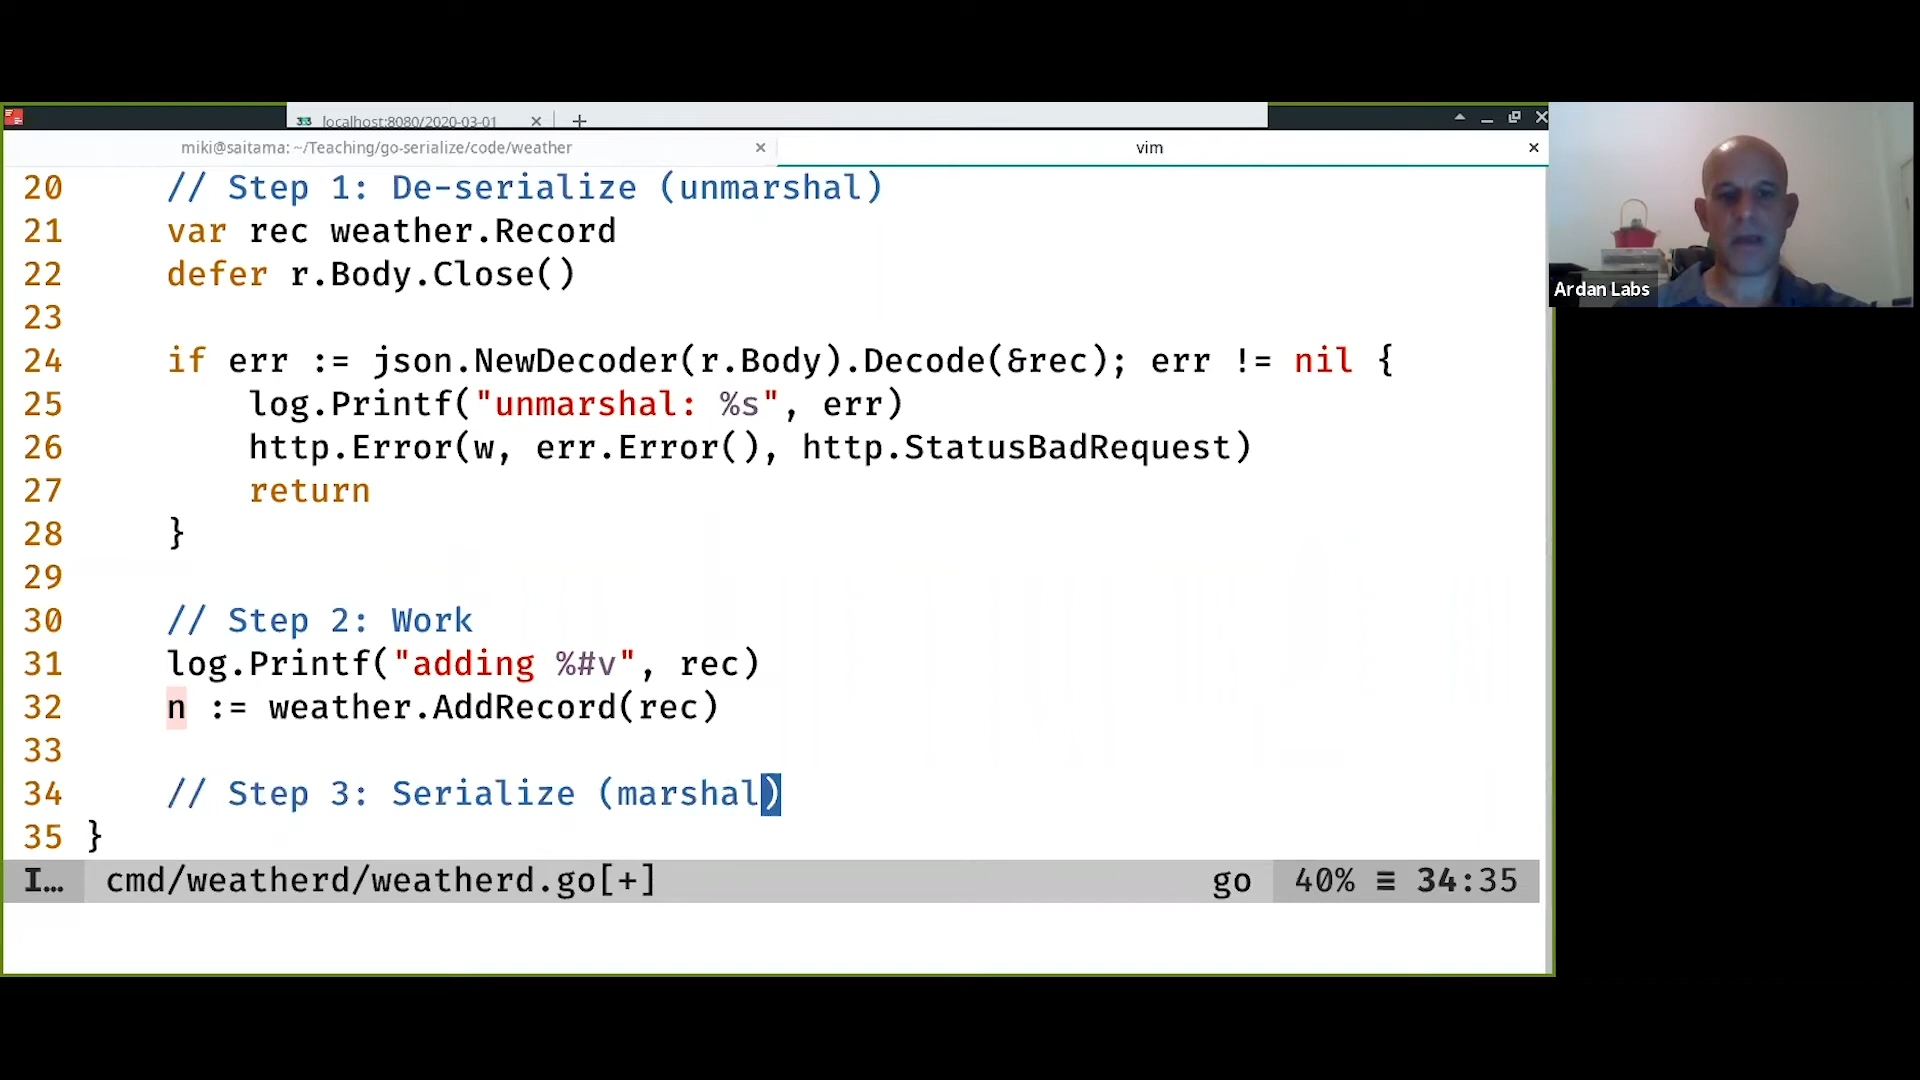 localhost:8080/2020-03-01
miki@saitama: ~/Teaching/go-serialize/code/weather
vim
20 // Step 1: De-serialize (unmarshal)
21 var rec weather.Record
22 defer r.Body.Close()
23
24 if err := json.NewDecoder(r.Body).Decode(&rec); err != nil {
25 log.Printf("unmarshal: %s", err)
26 http.Error(w, err.Error(), http.StatusBadRequest)
27 return
28 }
29
30 // Step 2: Work
31 log.Printf("adding %#v", rec)
32 n := weather.AddRecord(rec)
33
34 // Step 3: Serialize (marshal)
35 }
I… cmd/weatherd/weatherd.go[+] go 40% ≡ 34:35
Ardan Labs